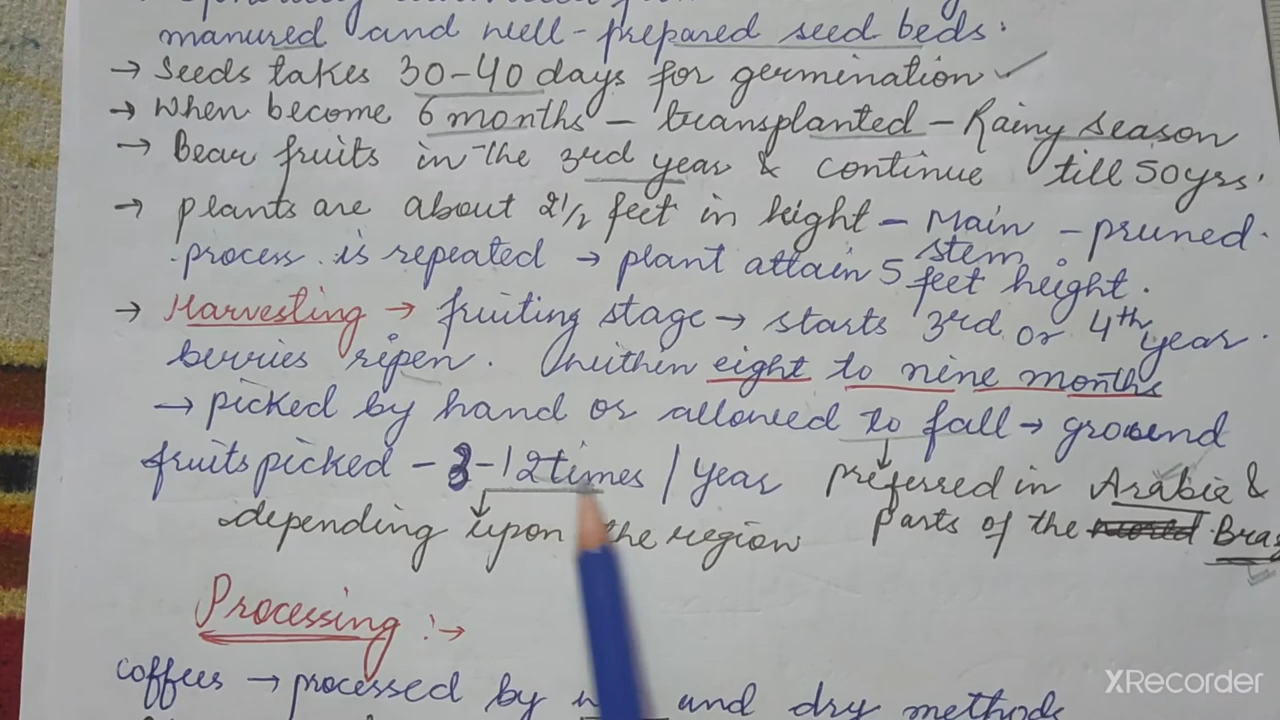 manured and well-prepared seed beds.
→ Seeds takes 30-40 days for germination ✓
→ When become 6 months - transplanted - Rainy season
→ Bear fruits in the 3rd year & continue till 50 yrs.
→ plants are about 2 1/2 feet in hight - Main stem - pruned.
process is repeated → plant attain 5 feet height.
→ Harvesting → fruiting stage → starts 3rd or 4th year.
berries ripen. Within eight to nine months
→ picked by hand or allowed to fall → ground
fruits picked - 3-12 times / year
preferred in Arabia &
parts of the
depending upon the region
Processing :→
coffees → processed by and dry methods
XRecorder